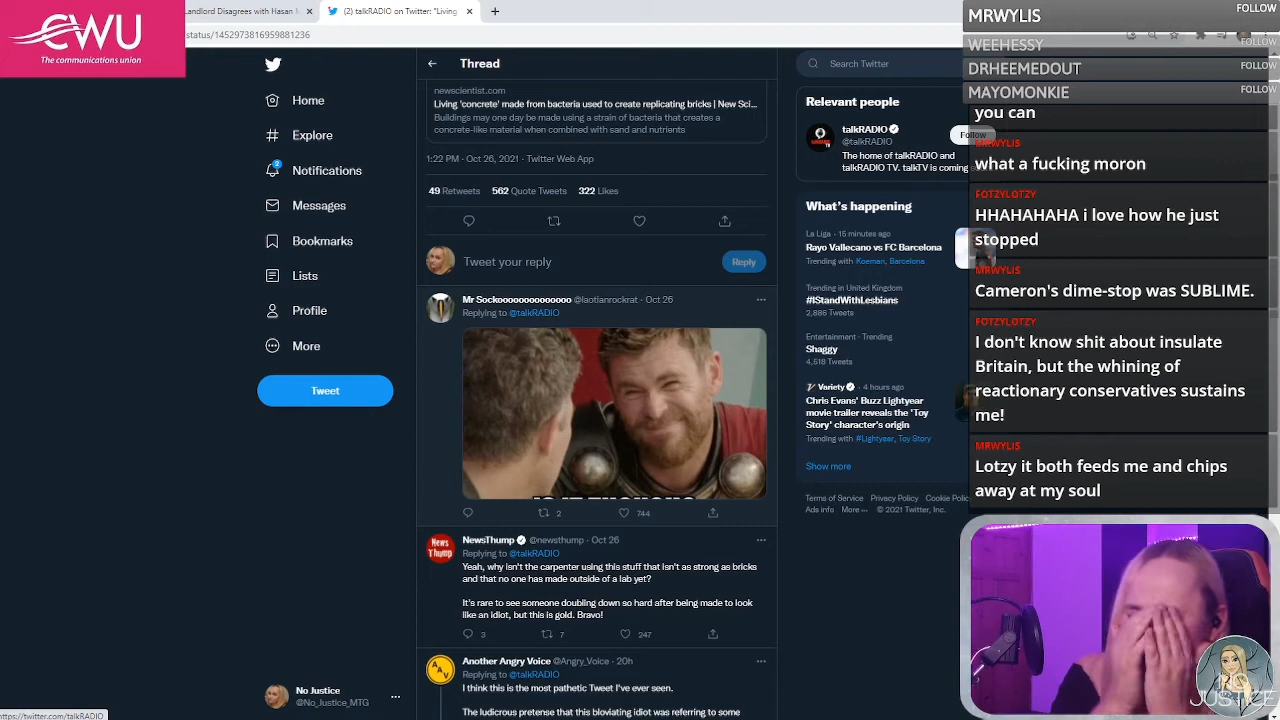 CWU
The communications union
Landlord Disagrees with Hasan
(2) talkRADIO on Twitter: "Living
status/1452973816959881236
Home
Explore
2
Notifications
Messages
Bookmarks
Lists
Profile
More
Tweet
No Justice
@No_Justice_MTG
https://twitter.com/talkRADIO
Thread
newscientist.com
Living 'concrete' made from bacteria used to create replicating bricks | New Sci...
Buildings may one day be made using a strain of bacteria that creates a
concrete-like material when combined with sand and nutrients
1:22 PM · Oct 26, 2021 · Twitter Web App
49 Retweets 562 Quote Tweets 322 Likes
Tweet your reply
Reply
Mr Sockoooooooooooooo @laotianrockrat · Oct 26
Replying to @talkRADIO
2 744
NewsThump @newsthump · Oct 26
News
Thump
Replying to @talkRADIO
Yeah, why isn't the carpenter using this stuff that isn't as strong as bricks
and that no one has made outside of a lab yet?
It's rare to see someone doubling down so hard after being made to look
like an idiot, but this is gold. Bravo!
3 7 247
Another Angry Voice @Angry_Voice · 20h
AAV
Replying to @talkRADIO
I think this is the most pathetic Tweet I've ever seen.
The ludicrous pretense that this bloviating idiot was referring to some
Search Twitter
Relevant people
talkRADIO
@talkRADIO
Follow
The home of talkRADIO and
talkRADIO TV. talkTV is coming
What's happening
La Liga · 15 minutes ago
Rayo Vallecano vs FC Barcelona
Trending with Koeman, Barcelona
Trending in United Kingdom
#IStandWithLesbians
2,886 Tweets
Entertainment · Trending
Shaggy
4,518 Tweets
Variety · 4 hours ago
Chris Evans' Buzz Lightyear
movie trailer reveals the 'Toy
Story' character's origin
Trending with #Lightyear, Toy Story
Show more
Terms of Service Privacy Policy Cookie Polic
Ads info More ··· © 2021 Twitter, Inc.
MRWYLIS FOLLOW
WEEHESSY FOLLOW
DRHEEMEDOUT FOLLOW
MAYOMONKIE FOLLOW
you can
MRWYLIS
what a fucking moron
FOTZYLOTZY
HHAHAHAHA i love how he just
stopped
MRWYLIS
Cameron's dime-stop was SUBLIME.
FOTZYLOTZY
I don't know shit about insulate
Britain, but the whining of
reactionary conservatives sustains
me!
MRWYLIS
Lotzy it both feeds me and chips
away at my soul
JUSTICE